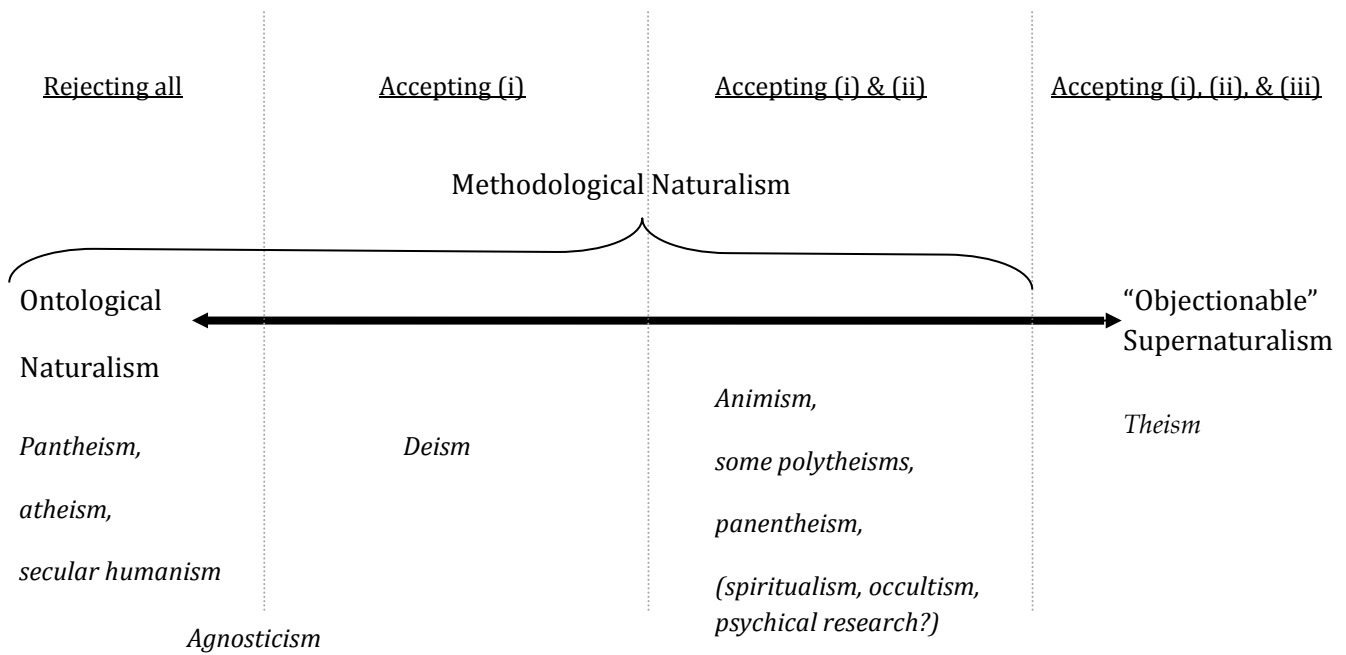 Rejecting all
Accepting (i)
Accepting (i) & (ii)
Accepting (i), (ii), & (iii)
Methodological Naturalism
Ontological
Naturalism
“Objectionable”
Supernaturalism
Pantheism,
atheism,
secular humanism
Agnosticism
Deism
Animism,
some polytheisms,
panentheism,
(spiritualism, occultism,
psychical research?)
Theism